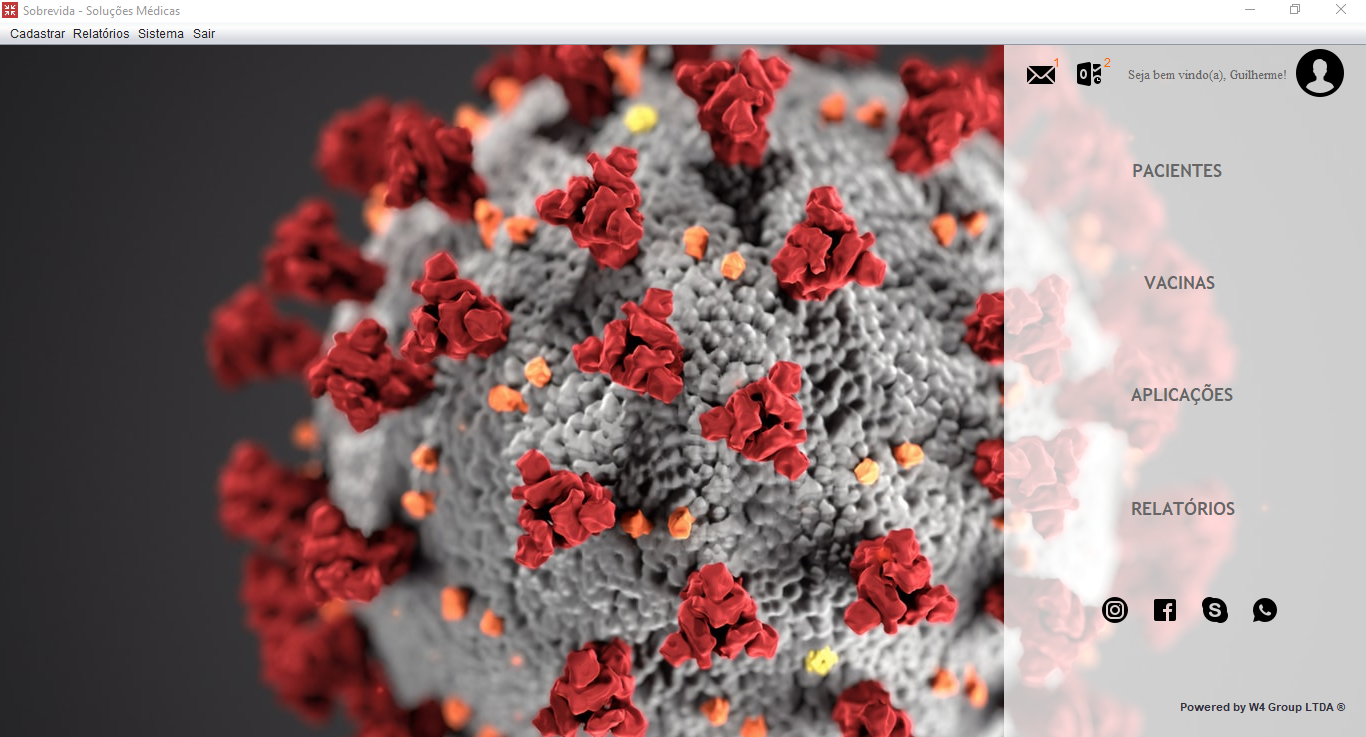 Sobrevida - Soluções Médicas
Cadastrar Relatórios Sistema Sair
1 2
Seja bem vindo(a), Guilherme!
PACIENTES
VACINAS
APLICAÇÕES
RELATÓRIOS
Powered by W4 Group LTDA ®